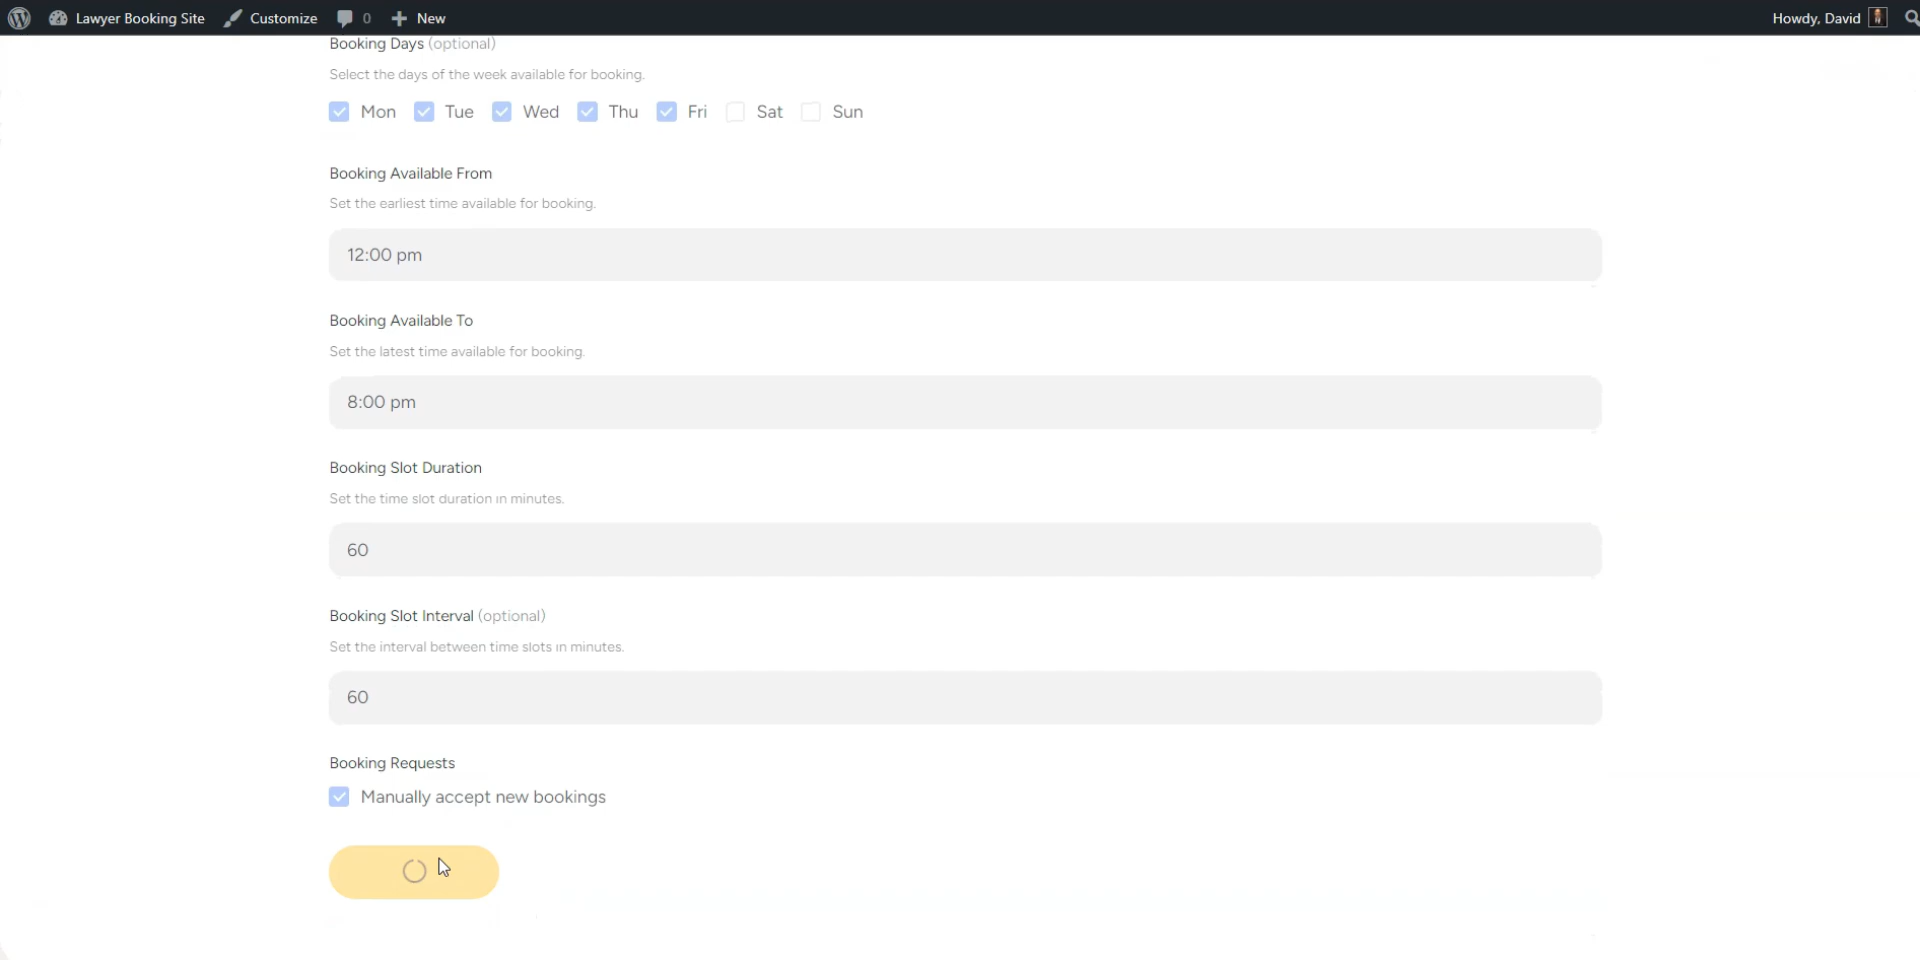 Lawyer Booking Site Customize 0 New Howdy, David
Booking Days (optional)
Select the days of the week available for booking.
Mon Tue Wed Thu Fri Sat Sun
Booking Available From
Set the earliest time available for booking.
12:00 pm
Booking Available To
Set the latest time available for booking.
8:00 pm
Booking Slot Duration
Set the time slot duration in minutes.
60
Booking Slot Interval (optional)
Set the interval between time slots in minutes.
60
Booking Requests
Manually accept new bookings